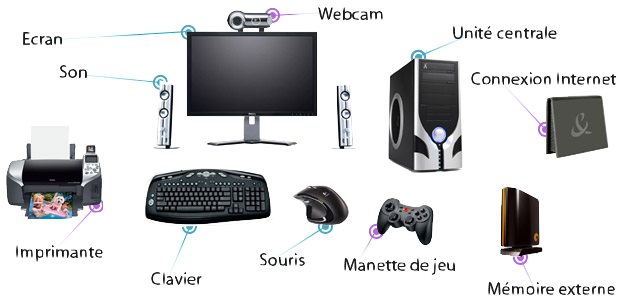 Webcam
Ecran
Unité centrale
Son
Connexion Internet
&
Imprimante
Clavier
Souris
Manette de jeu
Mémoire externe